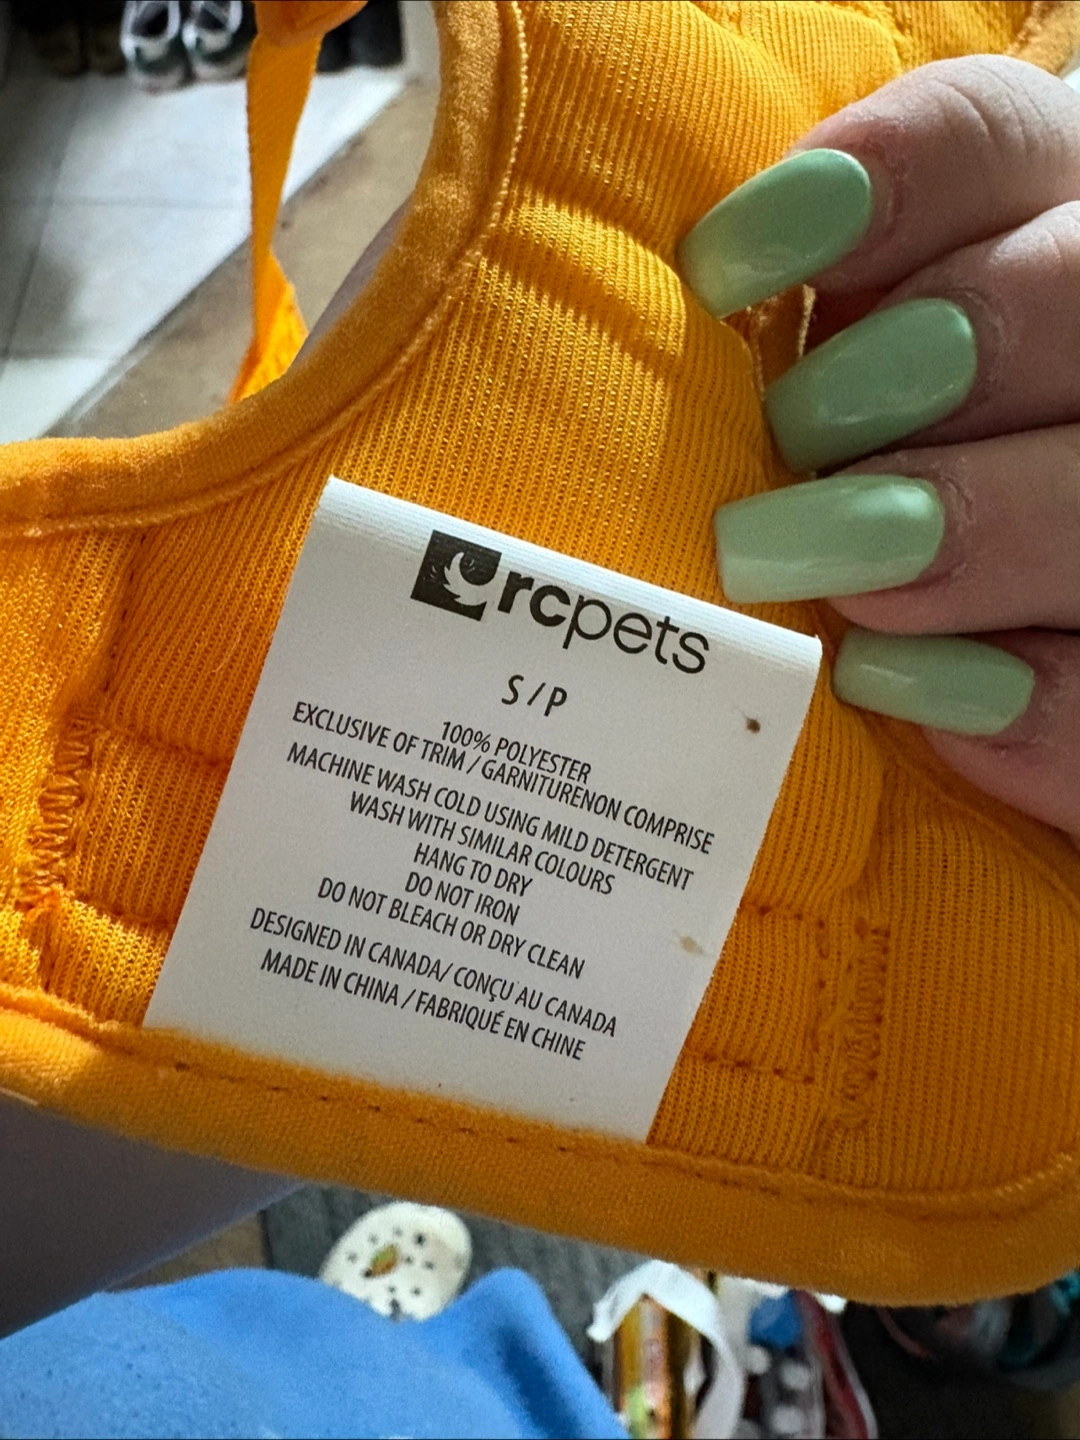 rcpets
S / P
100% POLYESTER
EXCLUSIVE OF TRIM / GARNITURENON COMPRISE
MACHINE WASH COLD USING MILD DETERGENT
WASH WITH SIMILAR COLOURS
HANG TO DRY
DO NOT IRON
DO NOT BLEACH OR DRY CLEAN
DESIGNED IN CANADA/ CONÇU AU CANADA
MADE IN CHINA / FABRIQUÉ EN CHINE